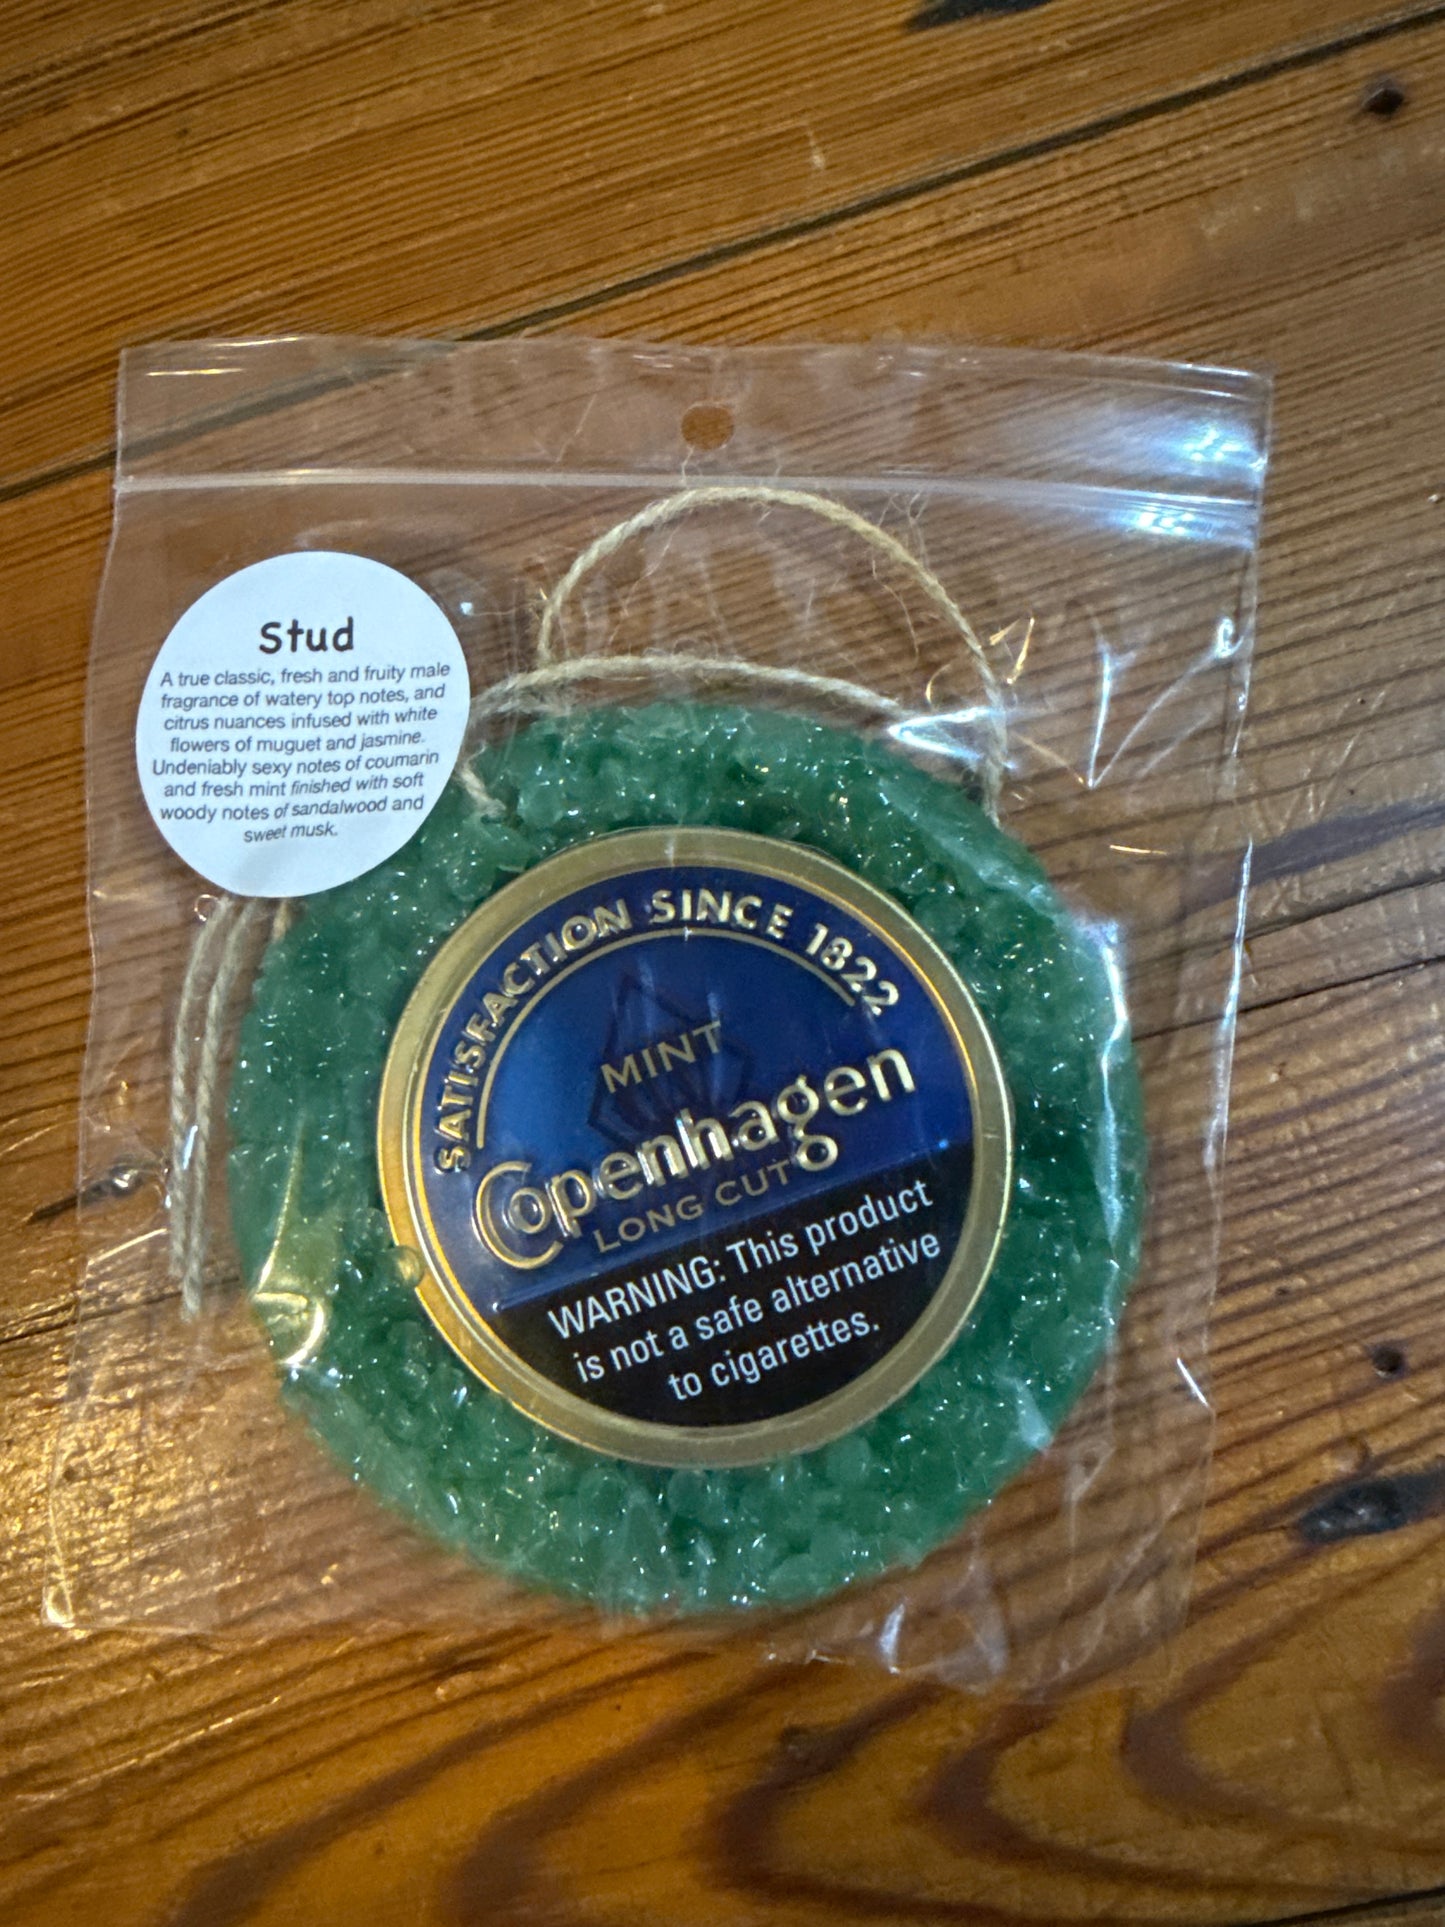 Stud
A true classic, fresh and fruity male
fragrance of watery top notes, and
citrus nuances infused with white
flowers of muguet and jasmine.
Undeniably sexy notes of coumarin
and fresh mint finished with soft
woody notes of sandalwood and
sweet musk.
SATISFACTION SINCE 1822
MINT
Copenhagen
LONG CUT
WARNING: This product
is not a safe alternative
to cigarettes.